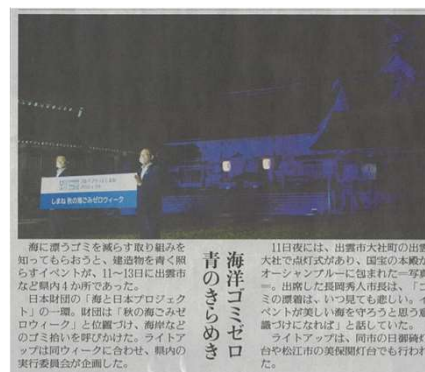 しまね 秋の海ごみゼロウィーク
海洋ゴミゼロ
青のきらめき
海に漂うゴミを減らす取り組みを
知ってもらおうと、建造物を青く照
らすイベントが、11〜13日に出雲市
など県内4か所であった。
日本財団の「海と日本プロジェク
ト」の一環。財団は「秋の海ごみゼ
ロウィーク」と位置づけ、海岸など
のゴミ拾いを呼びかけた。ライトア
ップは同ウィークに合わせ、県内の
実行委員会が企画した。
11日夜には、出雲市大社町の出雲
大社で点灯式があり、国宝の本殿が
オーシャンブルーに包まれた=写真
=。出席した長岡秀人市長は、「ゴ
ミの漂着は、いつ見ても悲しい。イ
ベントが美しい海を守ろうと思う意
識づけになれば」と話していた。
ライトアップは、同市の日御碕灯
台や松江市の美保関灯台でも行われ
た。